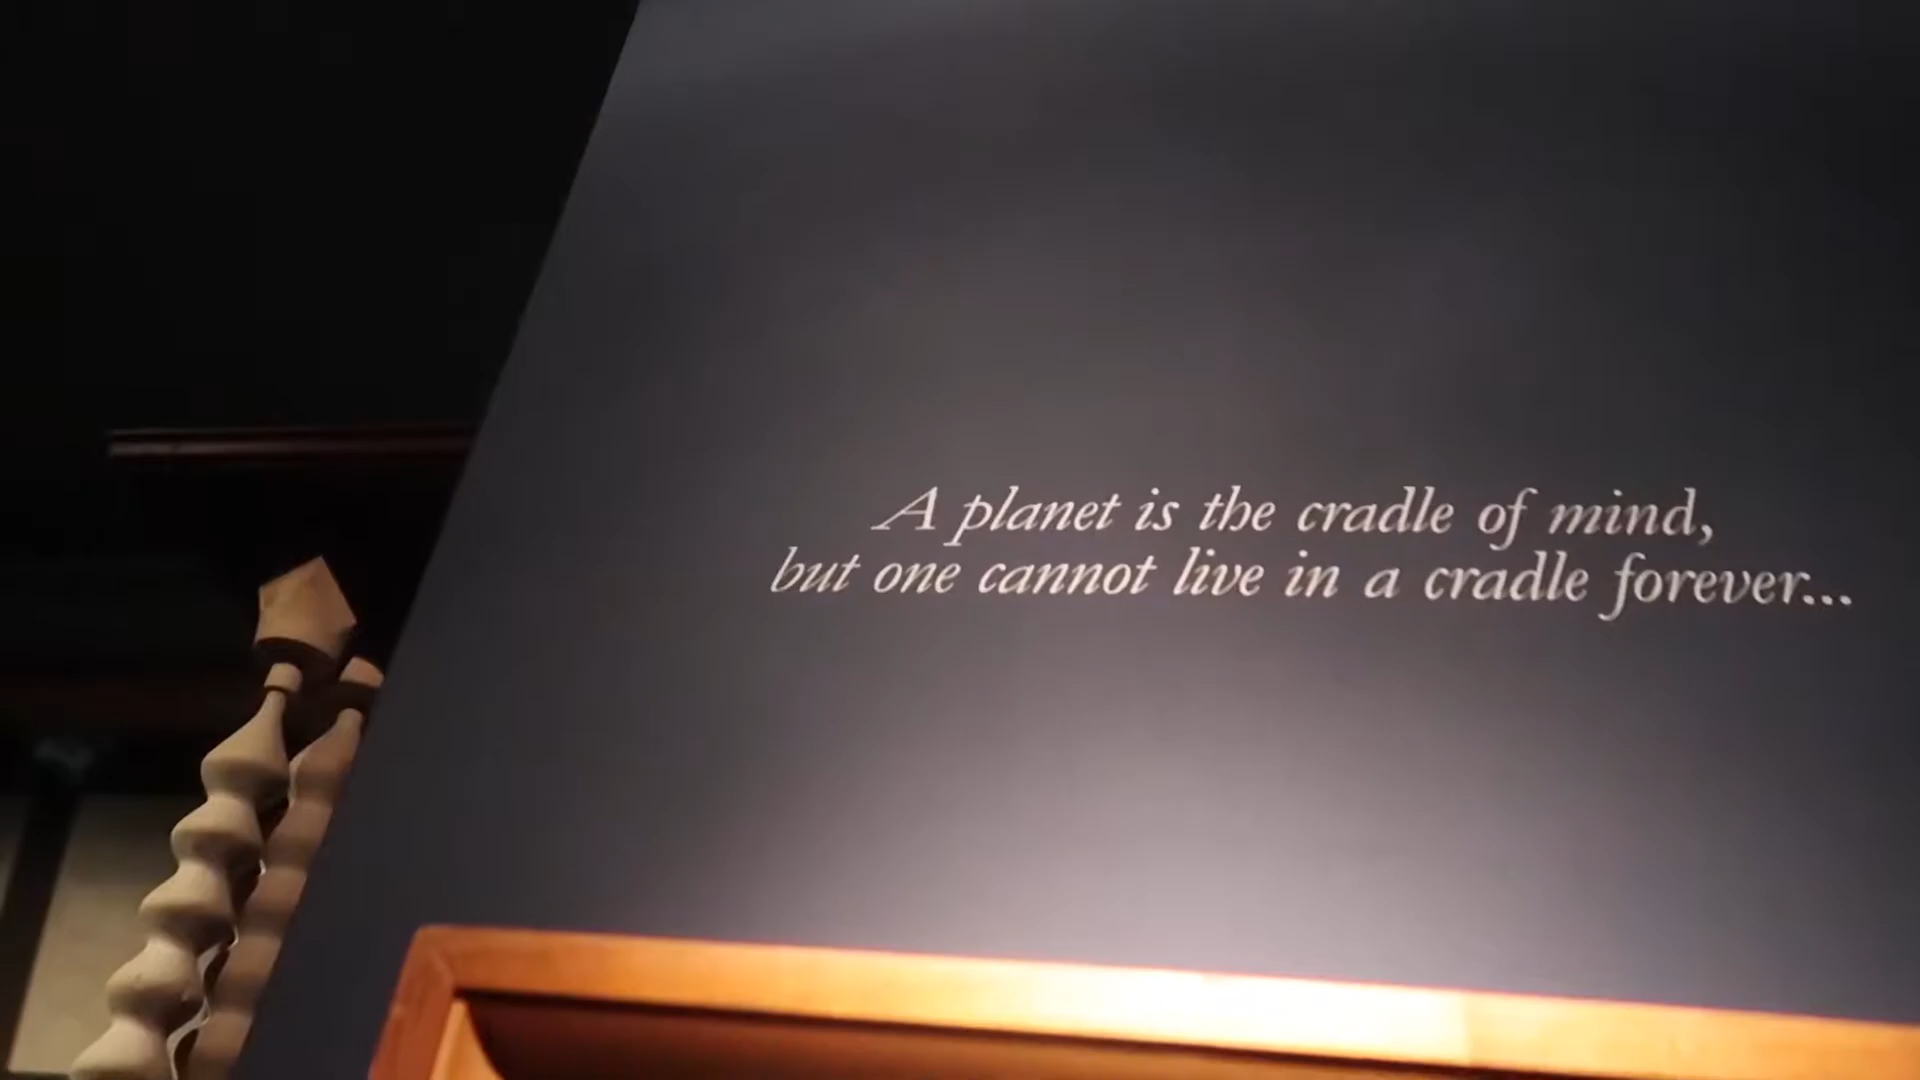 A planet is the cradle of mind,
but one cannot live in a cradle forever...